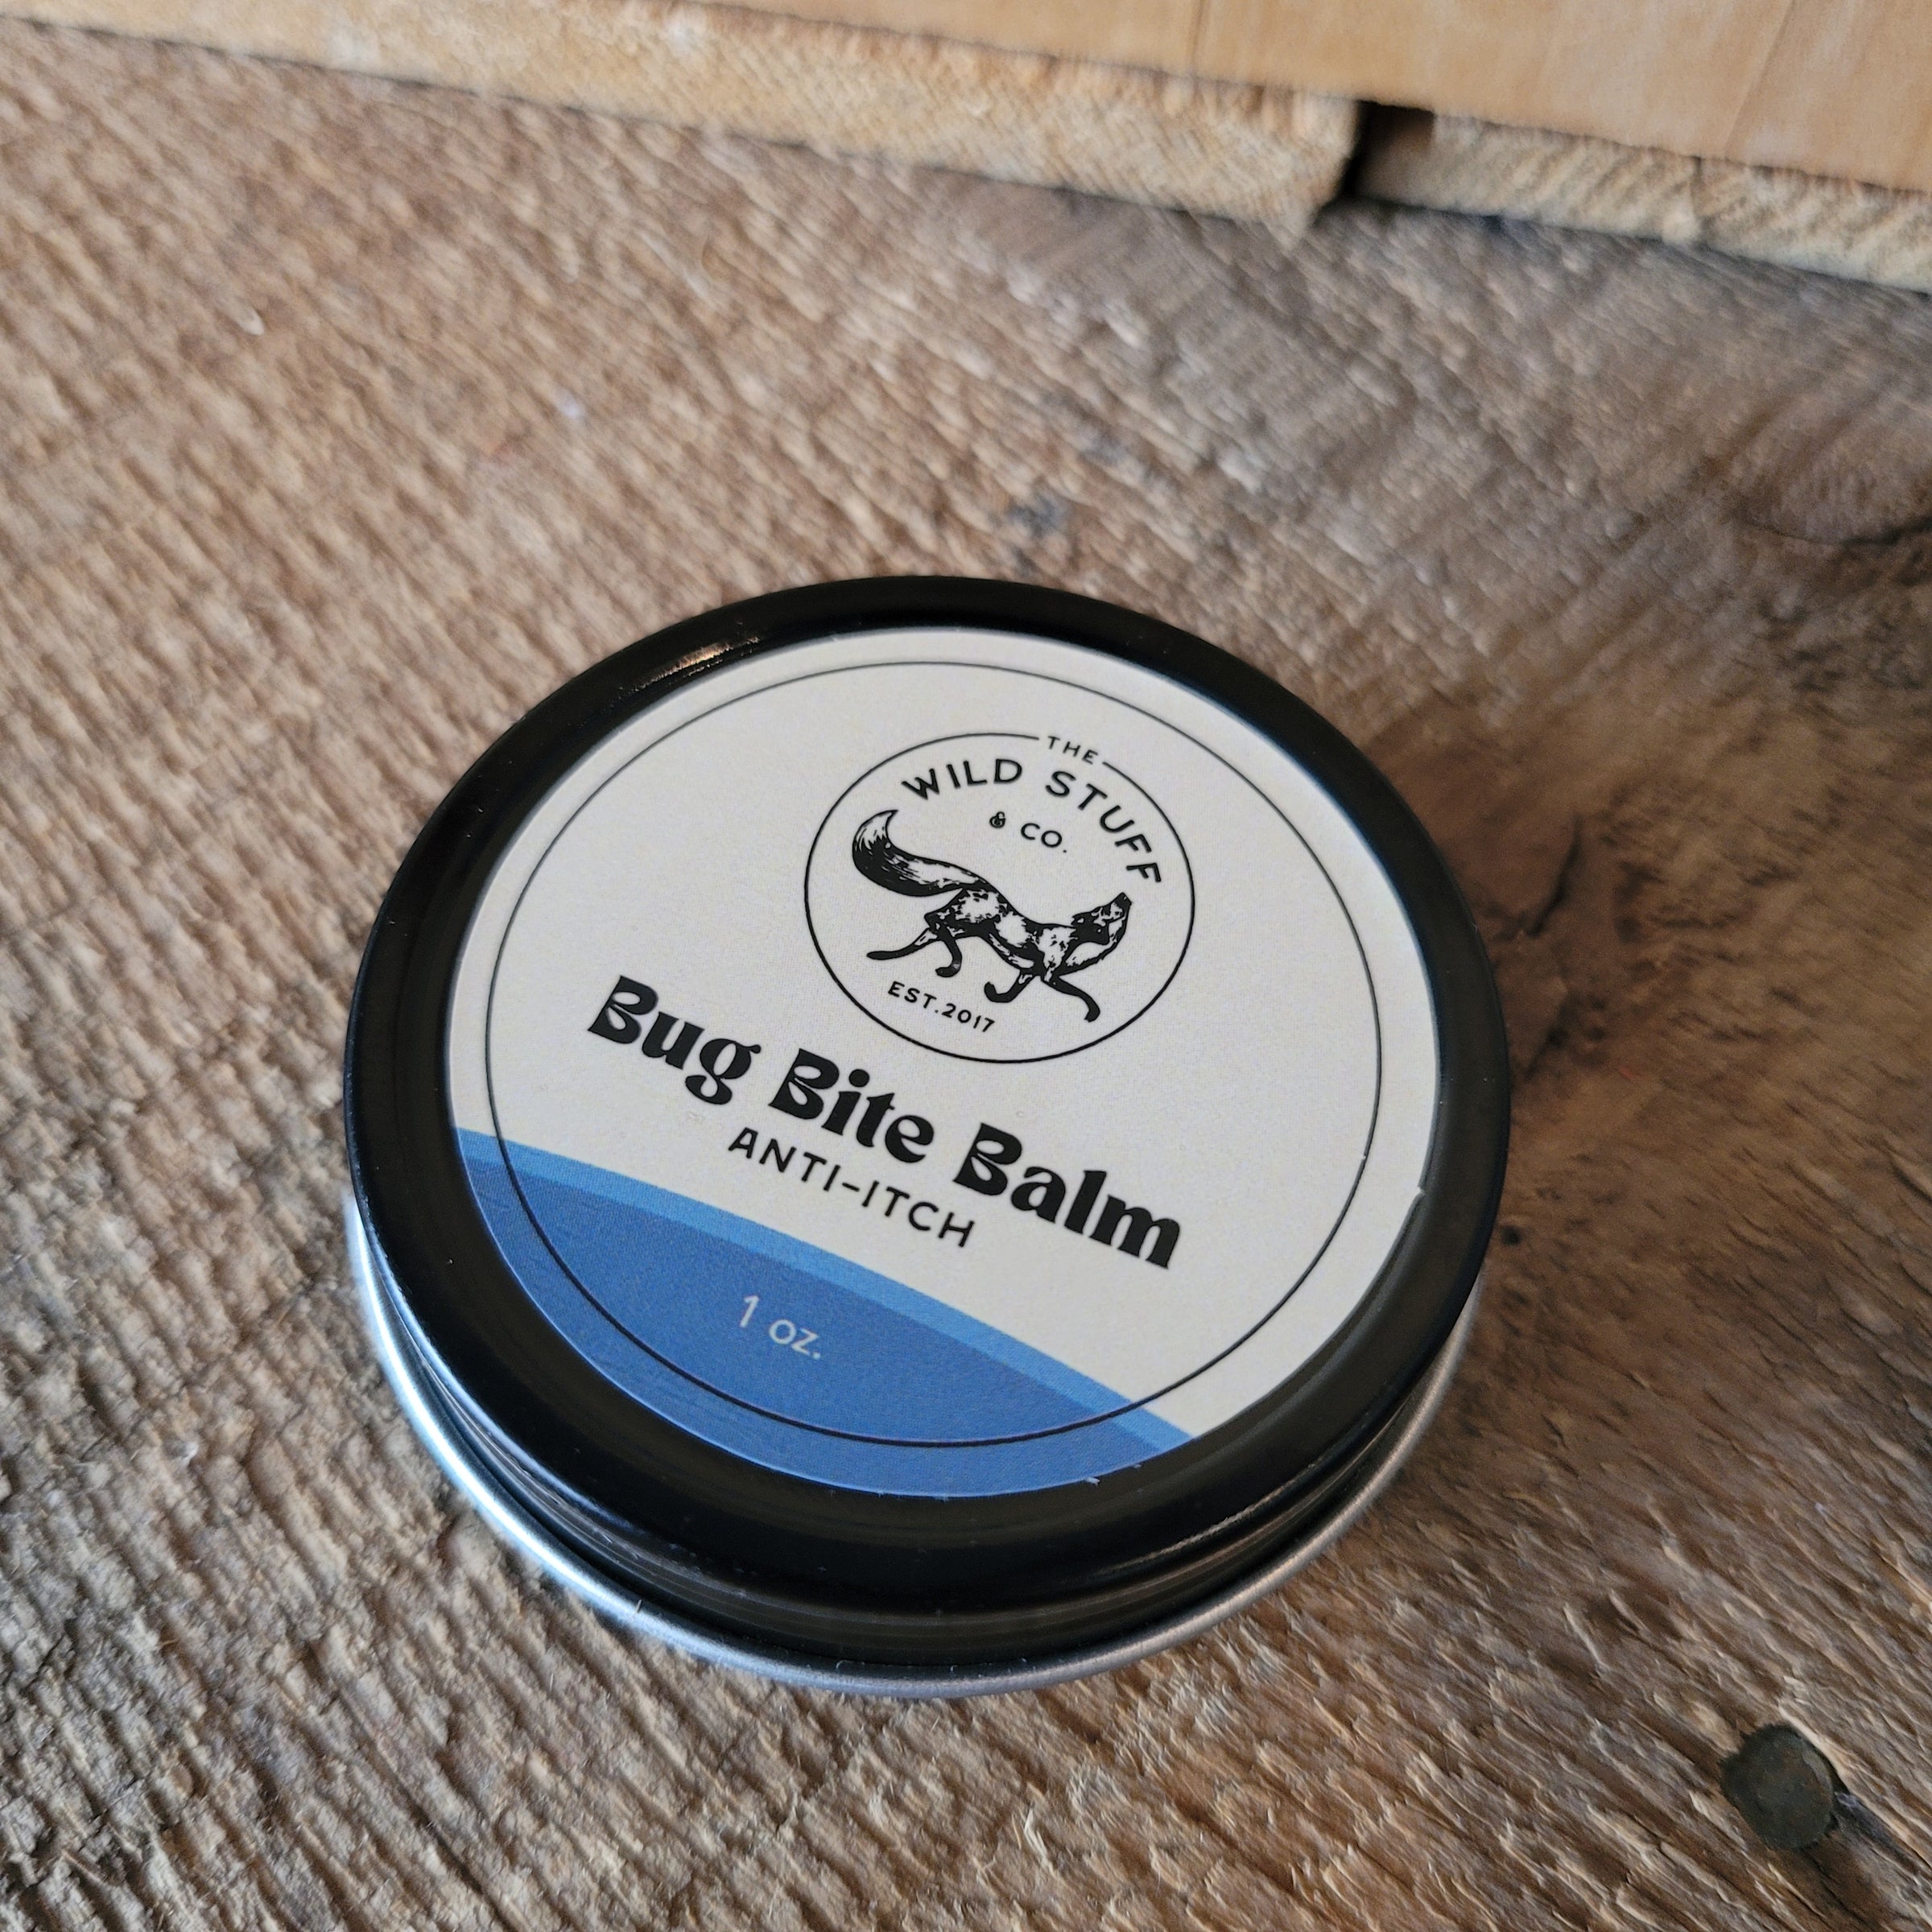 THE
WILD STUFF
& CO.
EST.2017
Bug Bite Balm
ANTI-ITCH
1 oz.